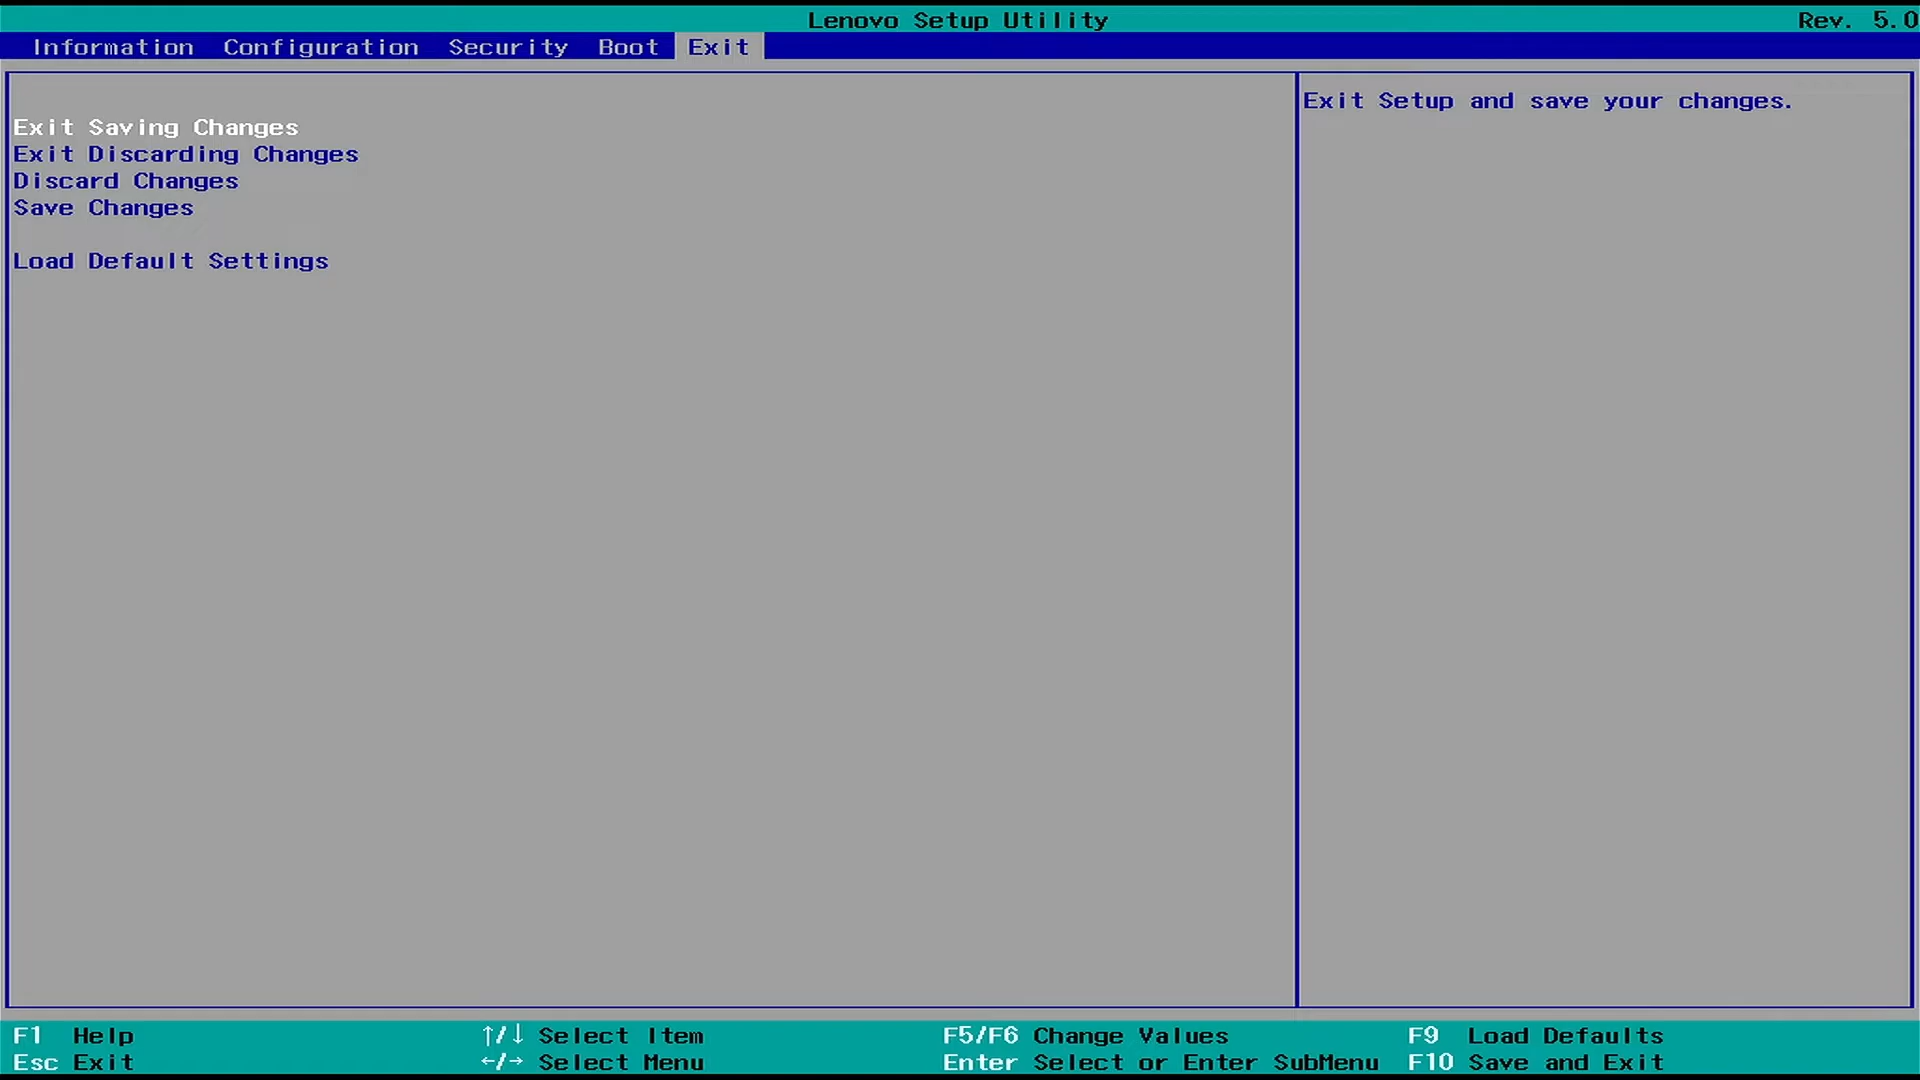 Lenovo Setup Utility Rev. 5.0
Information Configuration Security Boot Exit
Exit Saving Changes
Exit Discarding Changes
Discard Changes
Save Changes
Load Default Settings
Exit Setup and save your changes.
F1 Help ↑/↓ Select Item F5/F6 Change Values F9 Load Defaults
Esc Exit ←/→ Select Menu Enter Select or Enter SubMenu F10 Save and Exit